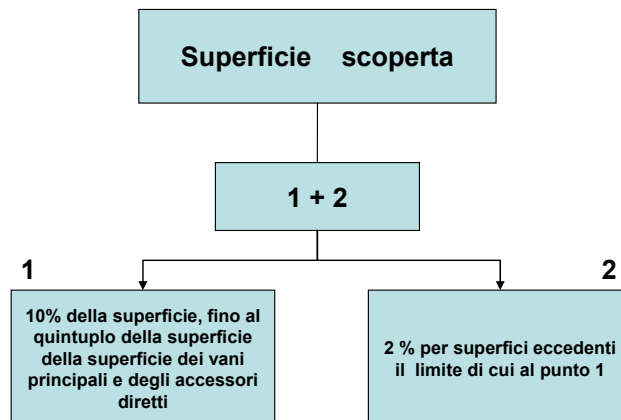 Superficie scoperta
1 + 2
1
2
10% della superficie, fino al
quintuplo della superficie
della superficie dei vani
principali e degli accessori
diretti
2 % per superfici eccedenti
il limite di cui al punto 1